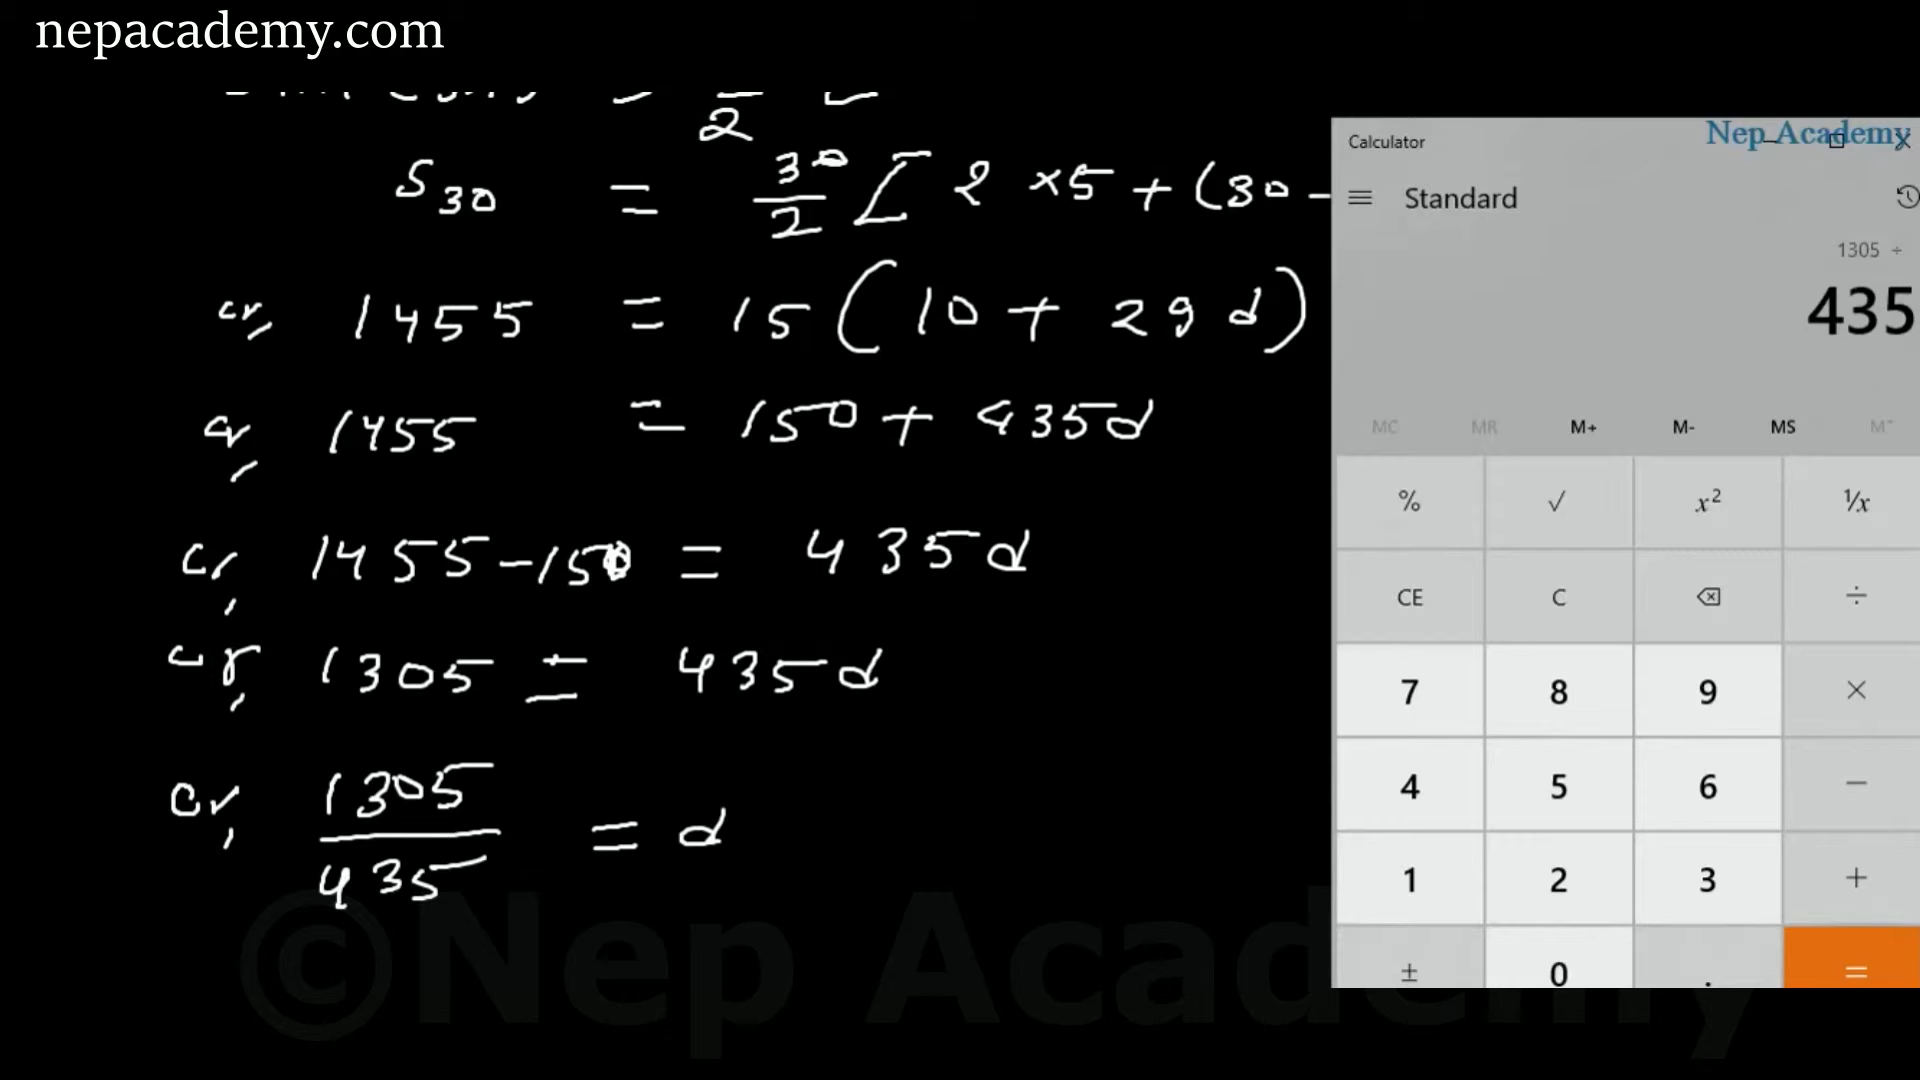 nepacademy.com
2
S30 = 30/2 [ 2 ×5 + (30 -
or, 1455 = 15 (10 + 29 d)
or, 1455 = 150 + 435d
or, 1455 - 150 = 435d
or, 1305 = 435d
or, 1305/435 = d
Calculator
Nep Academy
Standard
1305 ÷
435
MC MR M+ M- MS M˅
% √ x² ¹/x
CE C ⌫ ÷
7 8 9 ×
4 5 6 −
1 2 3 +
± 0 . =
©Nep Academy